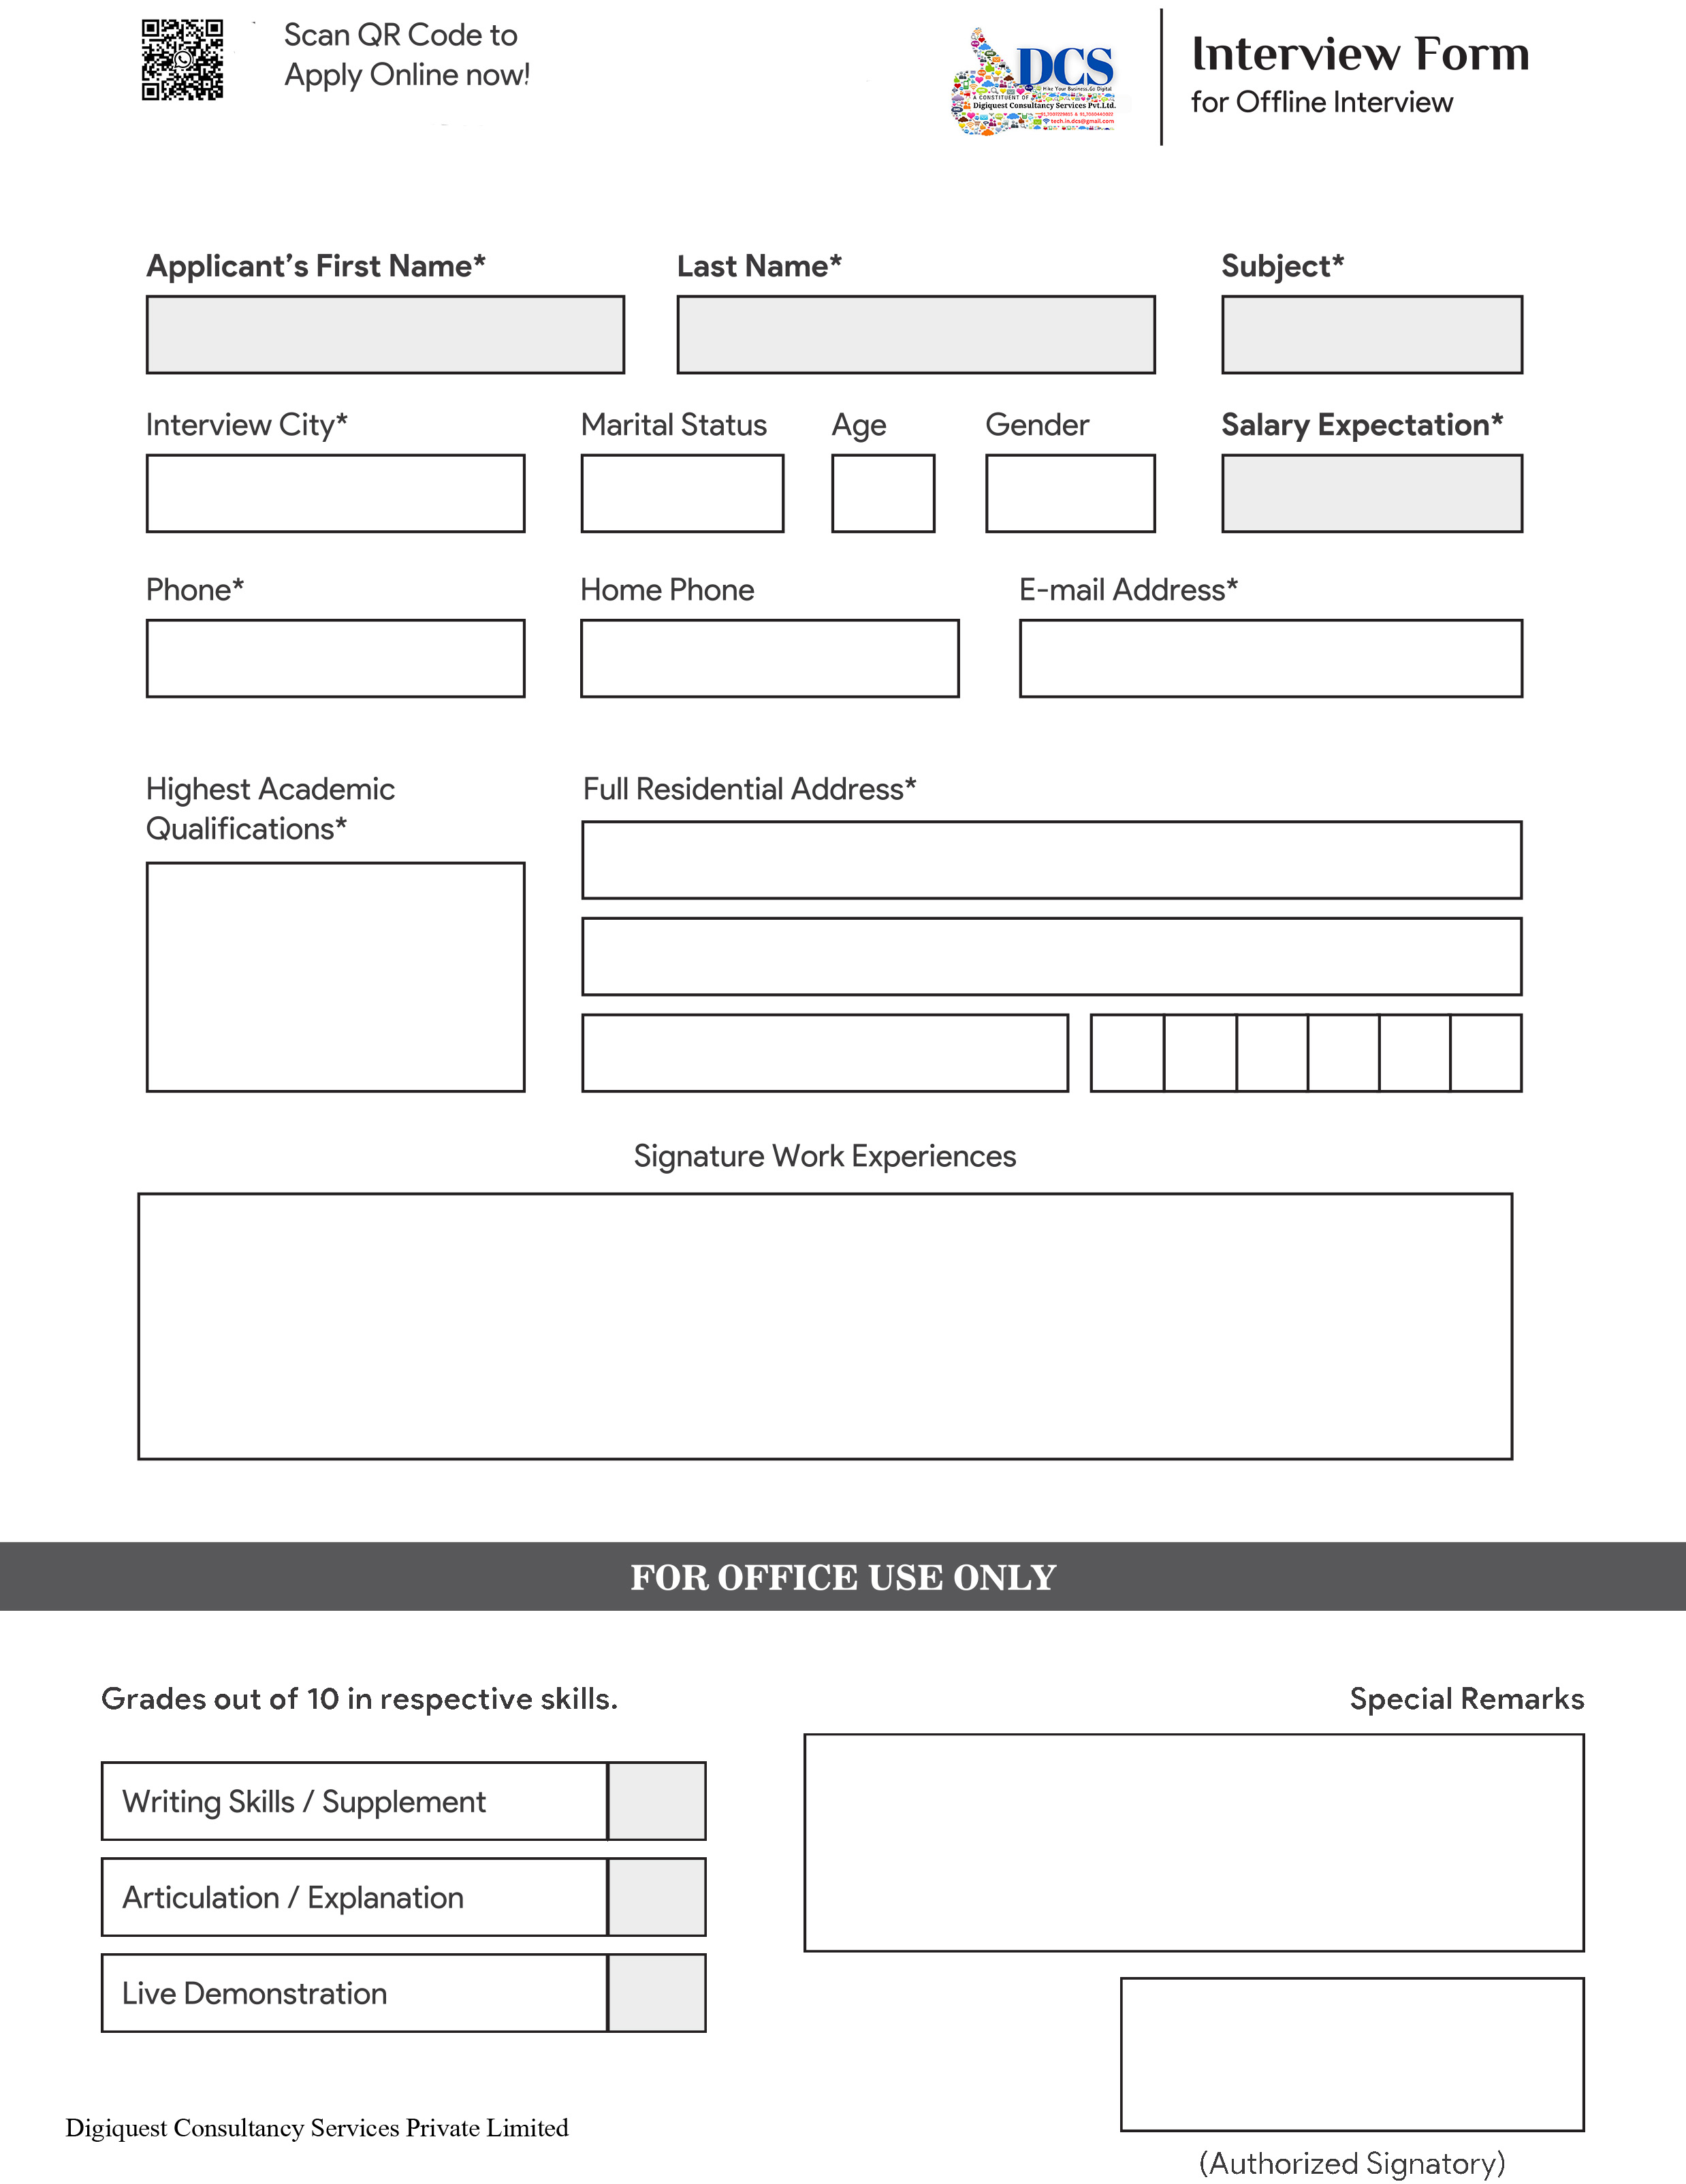 Scan QR Code to
Apply Online now!
DCS
Hike Your Business,Go Digital
A CONSTITUENT OF
Digiquest Consultancy Services Pvt.Ltd.
tech.in.dcs@gmail.com
Interview Form
for Offline Interview
Applicant’s First Name* Last Name* Subject*
Interview City* Marital Status Age Gender Salary Expectation*
Phone* Home Phone E-mail Address*
Highest Academic
Qualifications*
Full Residential Address*
Signature Work Experiences
FOR OFFICE USE ONLY
Grades out of 10 in respective skills.
Special Remarks
Writing Skills / Supplement
Articulation / Explanation
Live Demonstration
Digiquest Consultancy Services Private Limited
(Authorized Signatory)